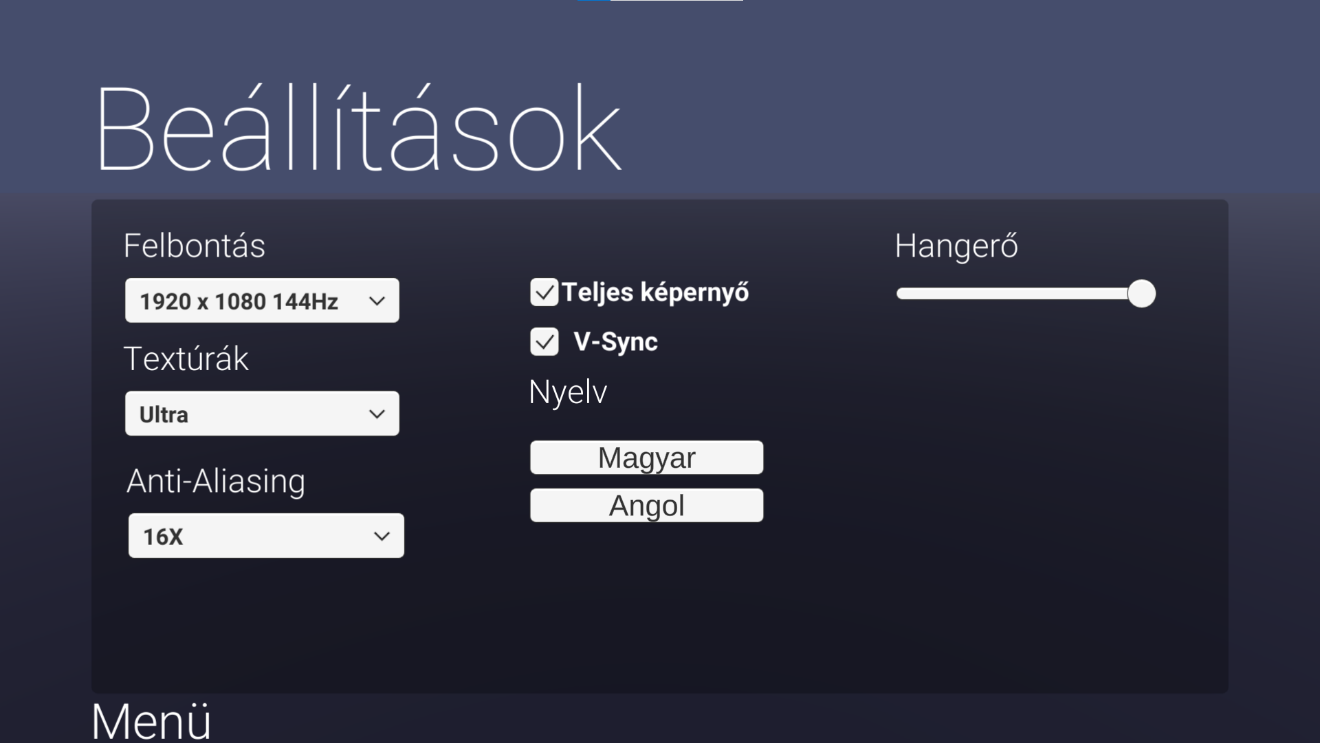 Beállítások
Felbontás
1920 x 1080 144Hz
Textúrák
Ultra
Anti-Aliasing
16X
Teljes képernyő
V-Sync
Nyelv
Magyar
Angol
Hangerő
Menü